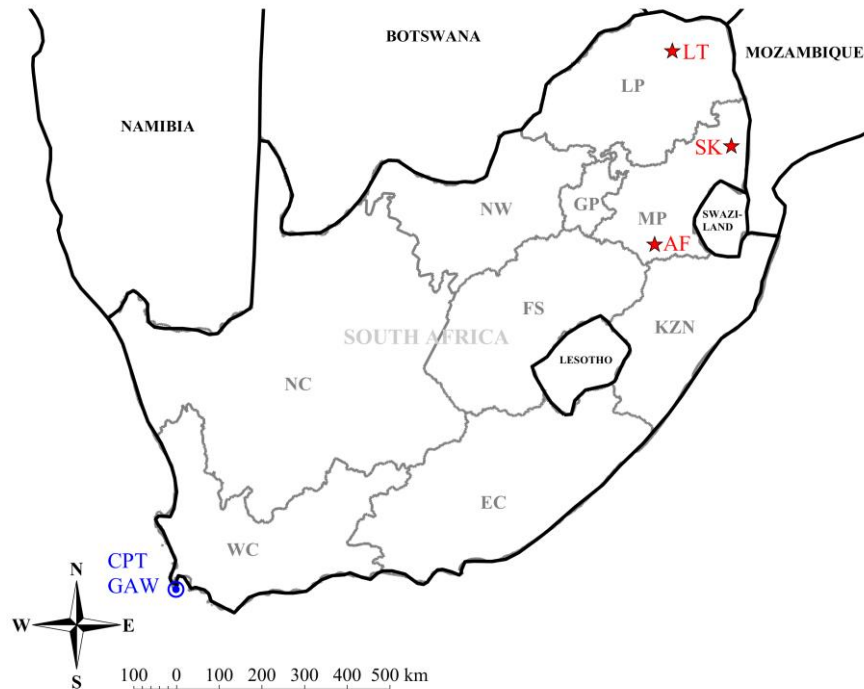 BOTSWANA
MOZAMBIQUE
LT
LP
NAMIBIA
SK
NW
GP
MP
SWAZI-
LAND
AF
FS
SOUTH AFRICA
KZN
LESOTHO
NC
EC
WC
CPT
GAW
N
W
E
S
100 0 100 200 300 400 500 km